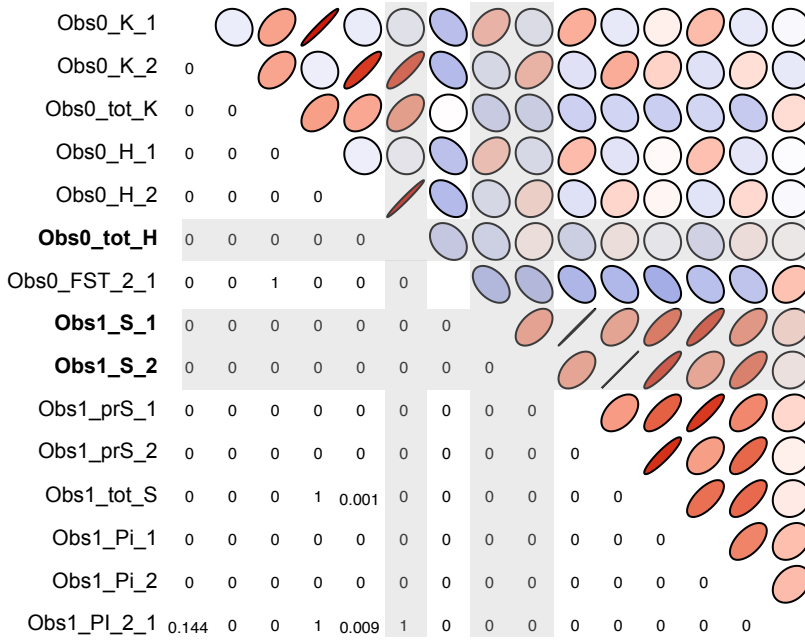 Obs0_K_1
Obs0_K_2 0
Obs0_tot_K 0 0
Obs0_H_1 0 0 0
Obs0_H_2 0 0 0 0
Obs0_tot_H 0 0 0 0 0
Obs0_FST_2_1 0 0 1 0 0 0
Obs1_S_1 0 0 0 0 0 0 0
Obs1_S_2 0 0 0 0 0 0 0 0
Obs1_prS_1 0 0 0 0 0 0 0 0 0
Obs1_prS_2 0 0 0 0 0 0 0 0 0 0
Obs1_tot_S 0 0 0 1 0.001 0 0 0 0 0 0
Obs1_Pi_1 0 0 0 0 0 0 0 0 0 0 0 0
Obs1_Pi_2 0 0 0 0 0 0 0 0 0 0 0 0 0
Obs1_PI_2_1 0.144 0 0 1 0.009 1 0 0 0 0 0 0 0 0